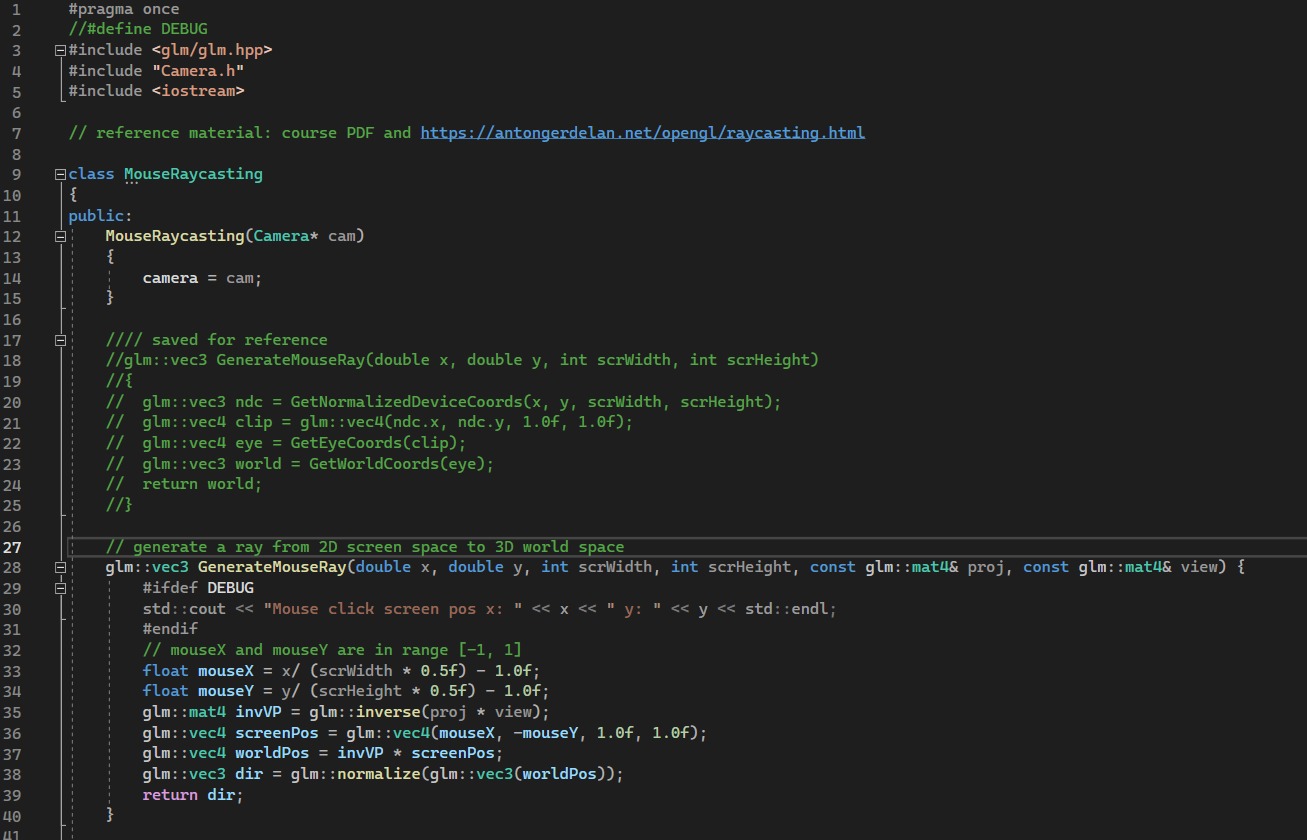 1 #pragma once
2 //#define DEBUG
3 #include <glm/glm.hpp>
4 #include "Camera.h"
5 #include <iostream>
6
7 // reference material: course PDF and https://antongerdelan.net/opengl/raycasting.html
8
9 class MouseRaycasting
10 {
11 public:
12     MouseRaycasting(Camera* cam)
13     {
14         camera = cam;
15     }
16
17     //// saved for reference
18     //glm::vec3 GenerateMouseRay(double x, double y, int scrWidth, int scrHeight)
19     //{
20     //  glm::vec3 ndc = GetNormalizedDeviceCoords(x, y, scrWidth, scrHeight);
21     //  glm::vec4 clip = glm::vec4(ndc.x, ndc.y, 1.0f, 1.0f);
22     //  glm::vec4 eye = GetEyeCoords(clip);
23     //  glm::vec3 world = GetWorldCoords(eye);
24     //  return world;
25     //}
26
27     // generate a ray from 2D screen space to 3D world space
28     glm::vec3 GenerateMouseRay(double x, double y, int scrWidth, int scrHeight, const glm::mat4& proj, const glm::mat4& view) {
29         #ifdef DEBUG
30         std::cout << "Mouse click screen pos x: " << x << " y: " << y << std::endl;
31         #endif
32         // mouseX and mouseY are in range [-1, 1]
33         float mouseX = x/ (scrWidth * 0.5f) - 1.0f;
34         float mouseY = y/ (scrHeight * 0.5f) - 1.0f;
35         glm::mat4 invVP = glm::inverse(proj * view);
36         glm::vec4 screenPos = glm::vec4(mouseX, -mouseY, 1.0f, 1.0f);
37         glm::vec4 worldPos = invVP * screenPos;
38         glm::vec3 dir = glm::normalize(glm::vec3(worldPos));
39         return dir;
40     }
41